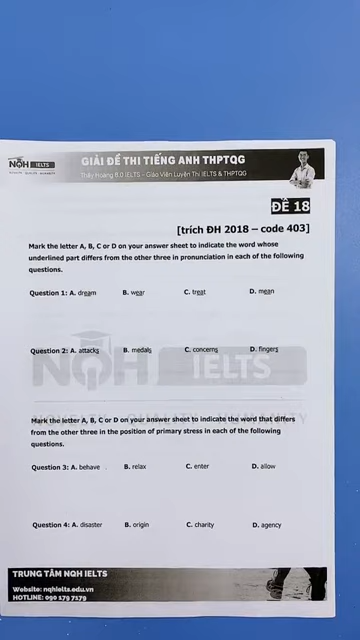 NQH IELTS
GIẢI ĐỀ THI TIẾNG ANH THPTQG
Thầy Hoàng 8.0 IELTS – Giáo Viên Luyện Thi IELTS & THPTQG
ĐỀ 18
[trích ĐH 2018 – code 403]
Mark the letter A, B, C or D on your answer sheet to indicate the word whose
underlined part differs from the other three in pronunciation in each of the following
questions.
Question 1: A. dream B. wear C. treat D. mean
Question 2: A. attacks B. medals C. concerns D. fingers
NQH IELTS
Mark the letter A, B, C or D on your answer sheet to indicate the word that differs
from the other three in the position of primary stress in each of the following
questions.
Question 3: A. behave B. relax C. enter D. allow
Question 4: A. disaster B. origin C. charity D. agency
TRUNG TÂM NQH IELTS
Website: nqhielts.edu.vn
HOTLINE: 090 179 7179